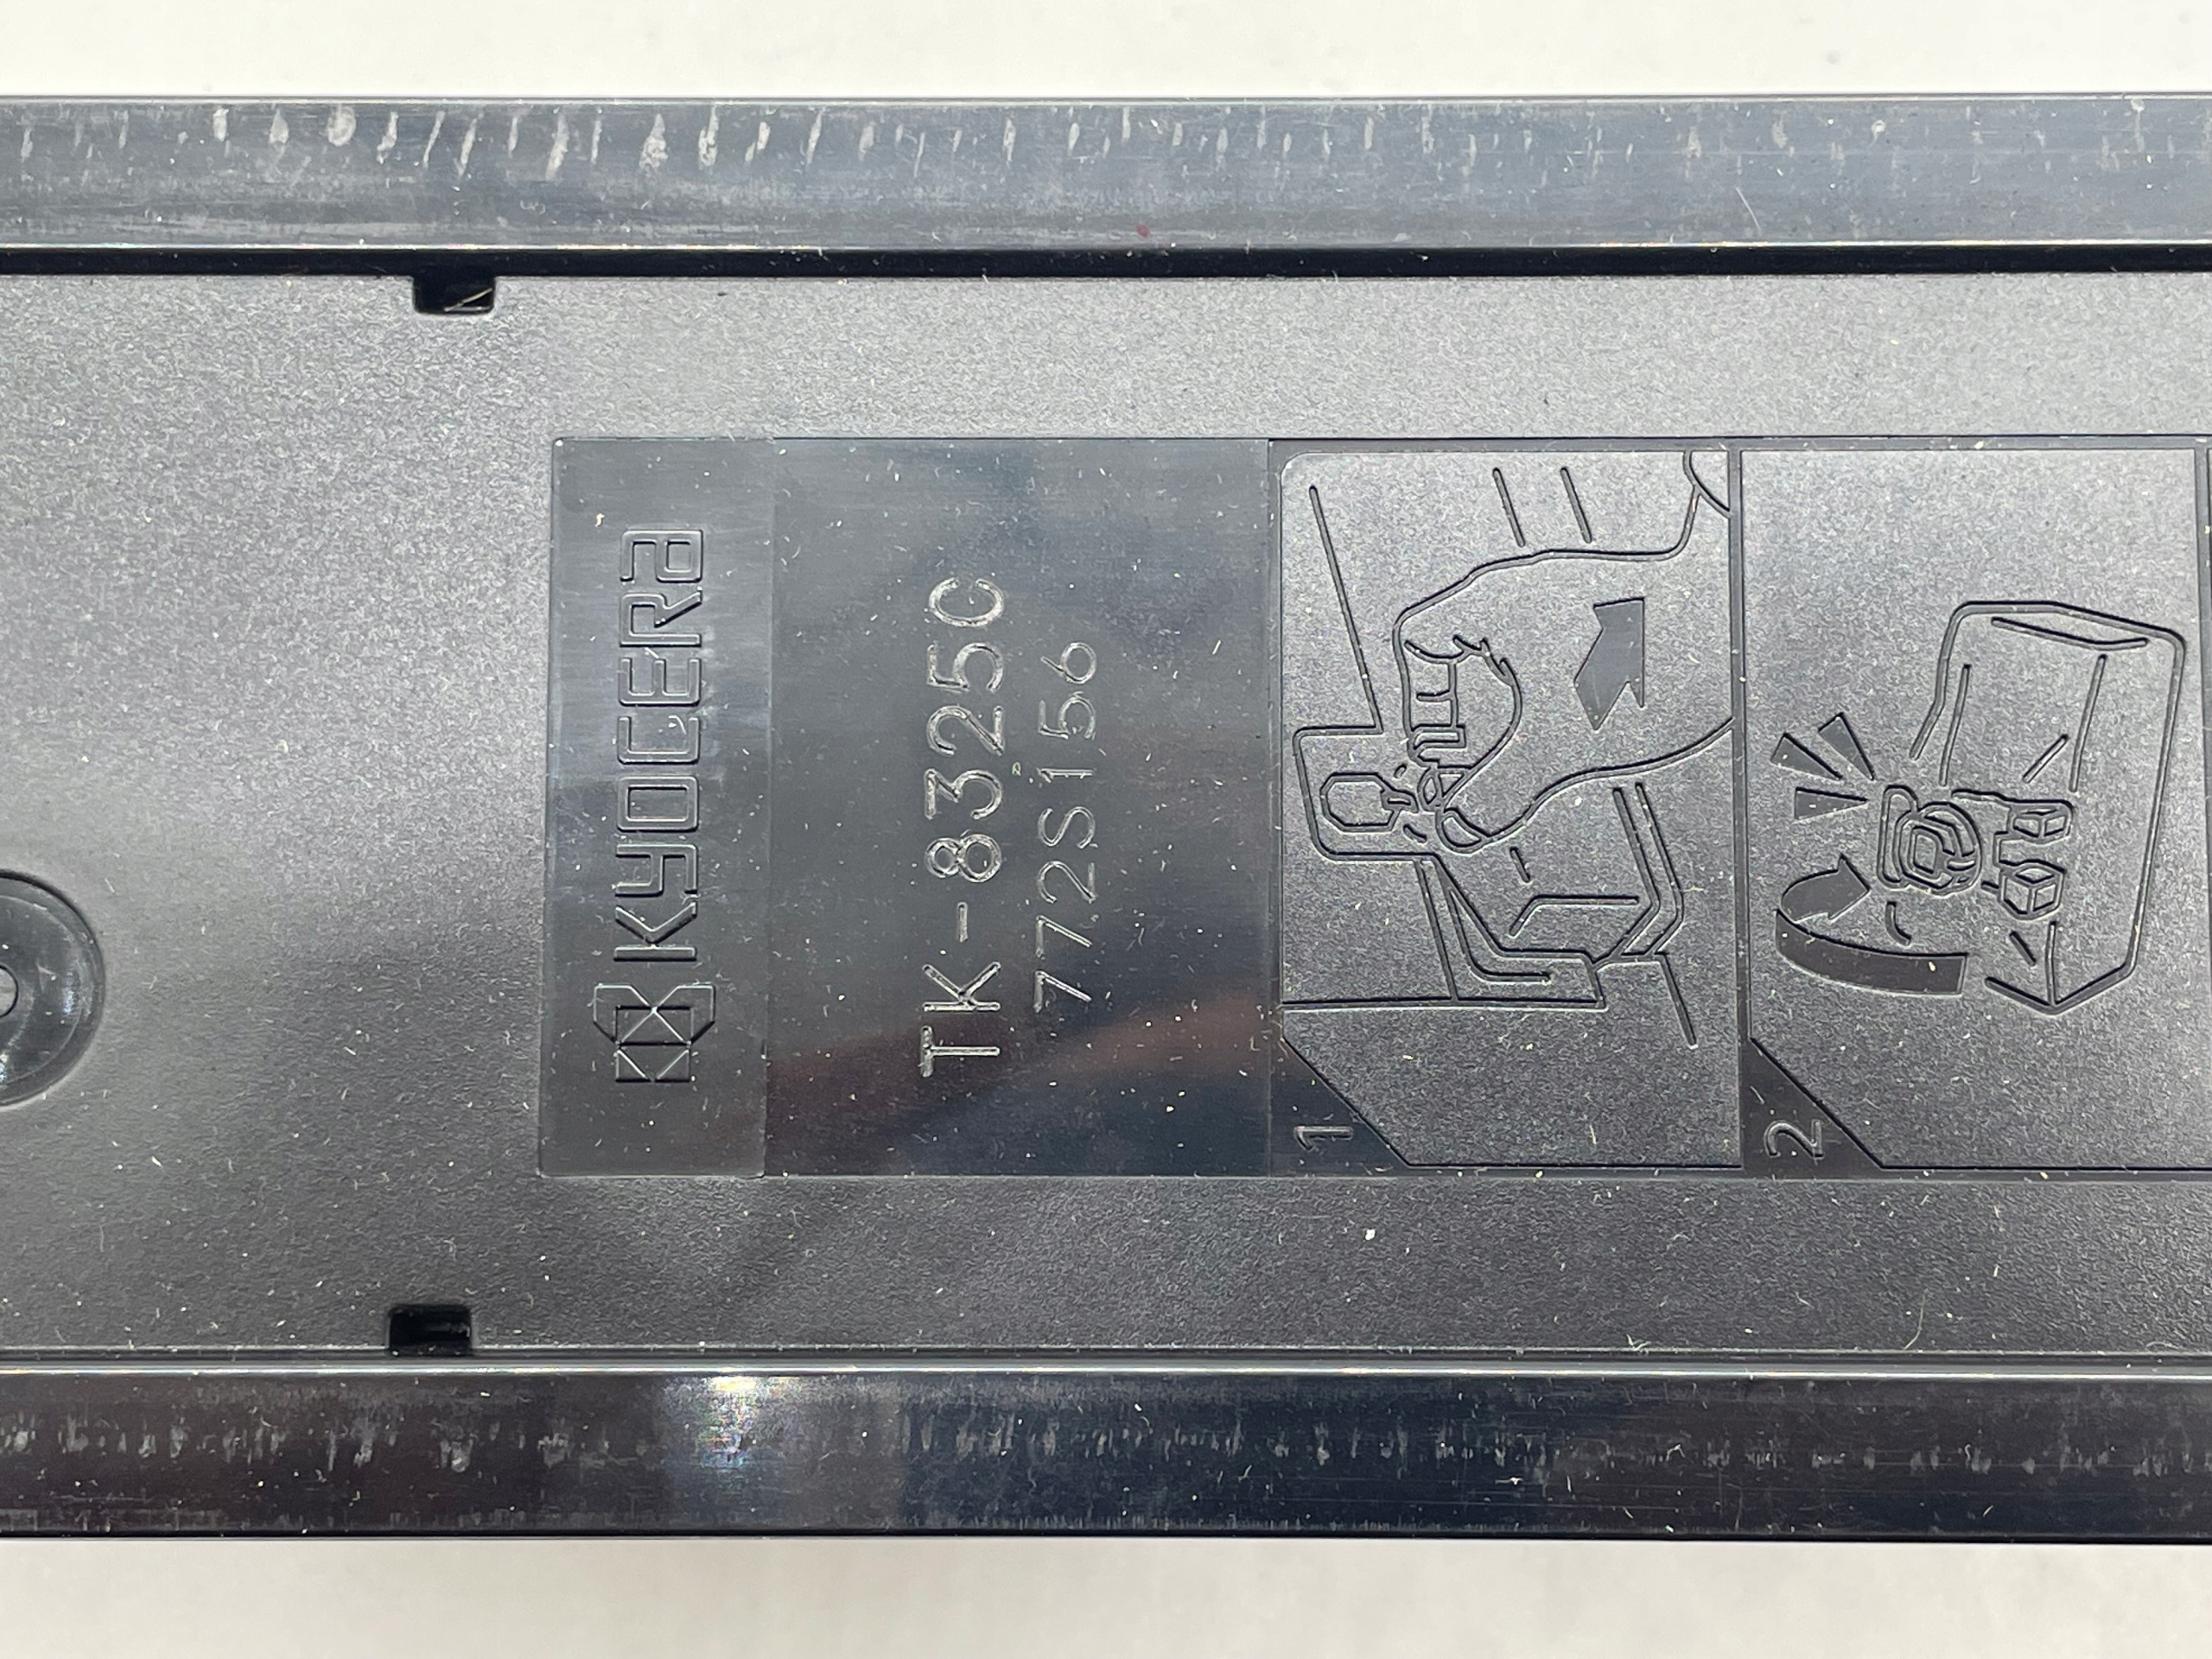 KYOCERA
TK-8325C
772S156
1
2